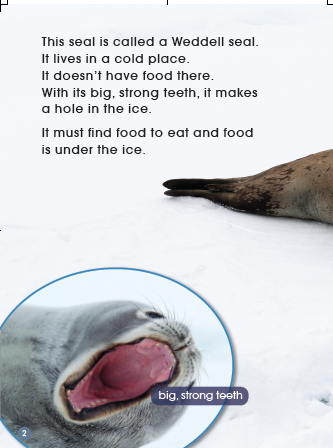 This seal is called a Weddell seal.
It lives in a cold place.
It doesn't have food there.
With its big, strong teeth, it makes
a hole in the ice.
It must find food to eat and food
is under the ice.
big, strong teeth
2